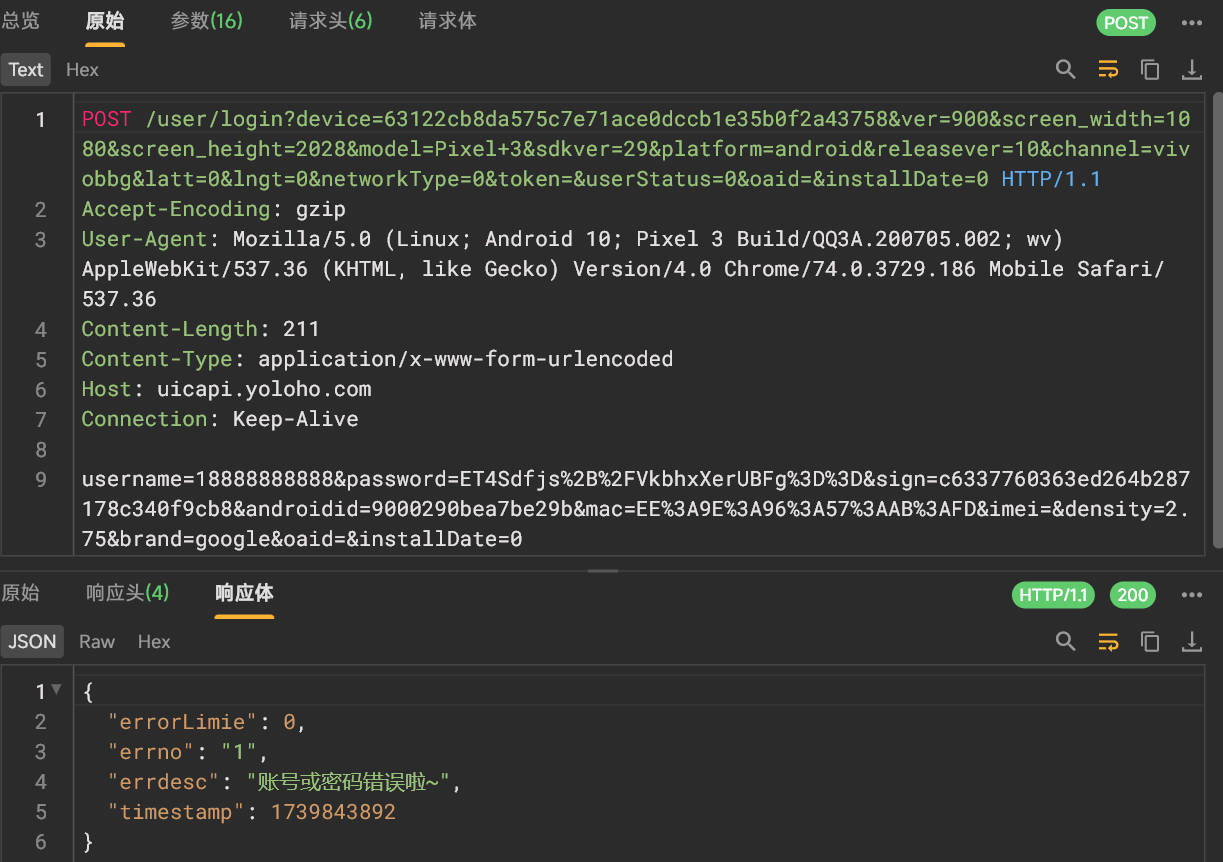 总览 原始 参数(16) 请求头(6) 请求体 POST
Text Hex
1 POST /user/login?device=63122cb8da575c7e71ace0dccb1e35b0f2a43758&ver=900&screen_width=10
80&screen_height=2028&model=Pixel+3&sdkver=29&platform=android&releasever=10&channel=viv
obbg&latt=0&lngt=0&networkType=0&token=&userStatus=0&oaid=&installDate=0 HTTP/1.1
2 Accept-Encoding: gzip
3 User-Agent: Mozilla/5.0 (Linux; Android 10; Pixel 3 Build/QQ3A.200705.002; wv)
AppleWebKit/537.36 (KHTML, like Gecko) Version/4.0 Chrome/74.0.3729.186 Mobile Safari/
537.36
4 Content-Length: 211
5 Content-Type: application/x-www-form-urlencoded
6 Host: uicapi.yoloho.com
7 Connection: Keep-Alive
8
9 username=18888888888&password=ET4Sdfjs%2B%2FVkbhxXerUBFg%3D%3D&sign=c6337760363ed264b287
178c340f9cb8&androidid=9000290bea7be29b&mac=EE%3A9E%3A96%3A57%3AAB%3AFD&imei=&density=2.
75&brand=google&oaid=&installDate=0
原始 响应头(4) 响应体 HTTP/1.1 200
JSON Raw Hex
1 {
2 "errorLimie": 0,
3 "errno": "1",
4 "errdesc": "账号或密码错误啦~",
5 "timestamp": 1739843892
6 }